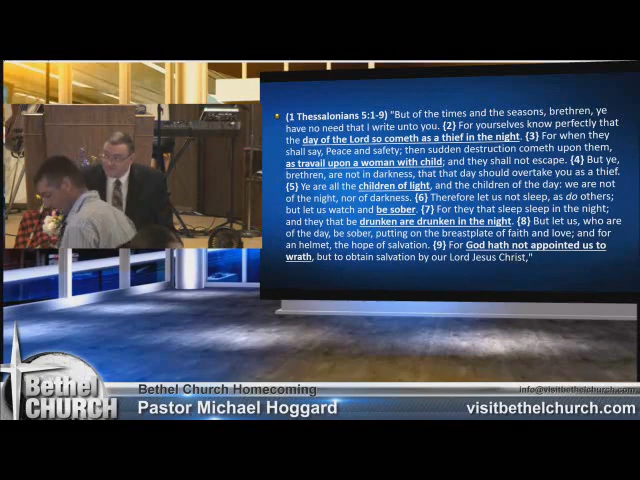 (1 Thessalonians 5:1-9) "But of the times and the seasons, brethren, ye
have no need that I write unto you. {2} For yourselves know perfectly that
the day of the Lord so cometh as a thief in the night. {3} For when they
shall say, Peace and safety; then sudden destruction cometh upon them,
as travail upon a woman with child; and they shall not escape. {4} But ye,
brethren, are not in darkness, that that day should overtake you as a thief.
{5} Ye are all the children of light, and the children of the day: we are not
of the night, nor of darkness. {6} Therefore let us not sleep, as do others;
but let us watch and be sober. {7} For they that sleep sleep in the night;
and they that be drunken are drunken in the night. {8} But let us, who are
of the day, be sober, putting on the breastplate of faith and love; and for
an helmet, the hope of salvation. {9} For God hath not appointed us to
wrath, but to obtain salvation by our Lord Jesus Christ,"
Bethel
CHURCH
Bethel Church Homecoming
info@visitbethelchurch.com
Pastor Michael Hoggard
visitbethelchurch.com